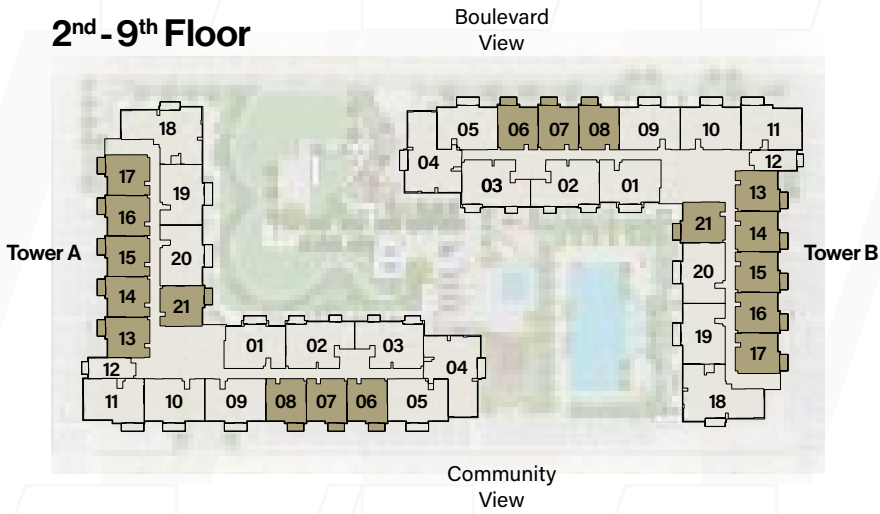 2nd - 9th Floor
Boulevard
View
05 06 07 08 09 10 11
18
04
12
17
03 02 01
13
19
16
21
14
Tower A
15
20
20
15
Tower B
14
21
16
13
01 02 03
19
17
12
04
11 10 09 08 07 06 05
18
Community
View